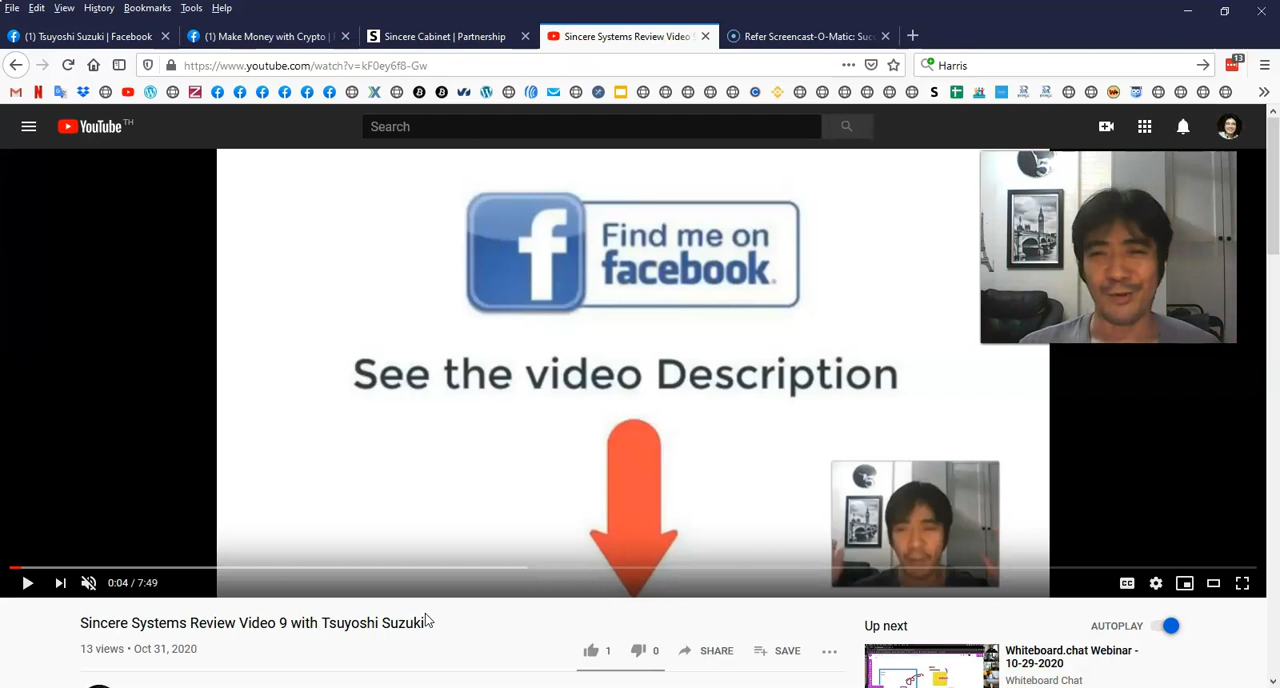 File Edit View History Bookmarks Tools Help
(1) Tsuyoshi Suzuki | Facebook
(1) Make Money with Crypto |
Sincere Cabinet | Partnership
Sincere Systems Review Video 9
Refer Screencast-O-Matic: Suc
https://www.youtube.com/watch?v=kF0ey6f8-Gw
Harris
13
YouTube TH
Search
Find me on
facebook.
See the video Description
0:04 / 7:49
Sincere Systems Review Video 9 with Tsuyoshi Suzuki
13 views • Oct 31, 2020
1
0
SHARE
SAVE
Up next
AUTOPLAY
Whiteboard.chat Webinar -
10-29-2020
Whiteboard Chat